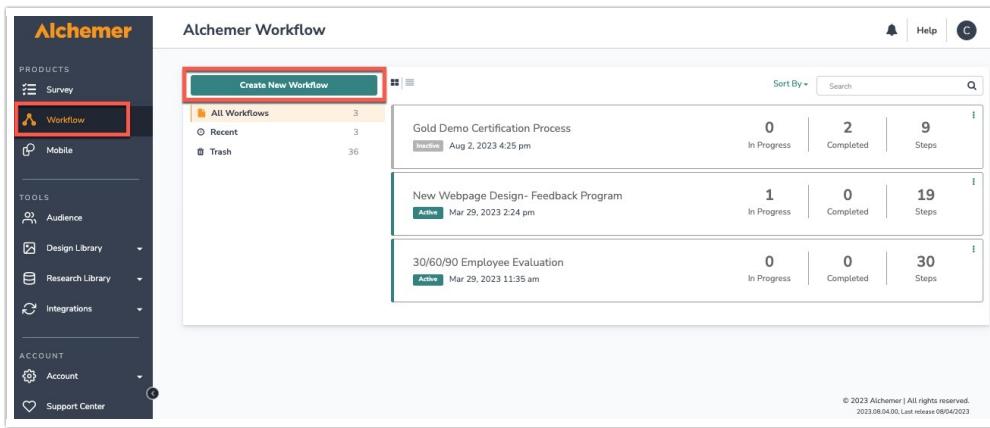 Alchemer
PRODUCTS
Survey
Workflow
Mobile
TOOLS
Audience
Design Library
Research Library
Integrations
ACCOUNT
Account
Support Center
Alchemer Workflow
Help
C
Create New Workflow
All Workflows 3
Recent 3
Trash 36
Sort By
Search
Gold Demo Certification Process
Inactive Aug 2, 2023 4:25 pm
0 2 9
In Progress Completed Steps
New Webpage Design- Feedback Program
Active Mar 29, 2023 2:24 pm
1 0 19
In Progress Completed Steps
30/60/90 Employee Evaluation
Active Mar 29, 2023 11:35 am
0 0 30
In Progress Completed Steps
© 2023 Alchemer | All rights reserved.
2023.08.04.00, Last release 08/04/2023